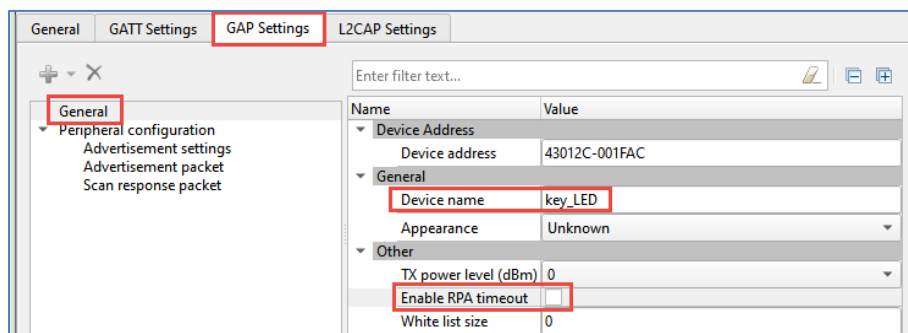 General GATT Settings GAP Settings L2CAP Settings
Enter filter text...
General
Peripheral configuration
Advertisement settings
Advertisement packet
Scan response packet
Name Value
Device Address
Device address 43012C-001FAC
General
Device name key_LED
Appearance Unknown
Other
TX power level (dBm) 0
Enable RPA timeout
White list size 0